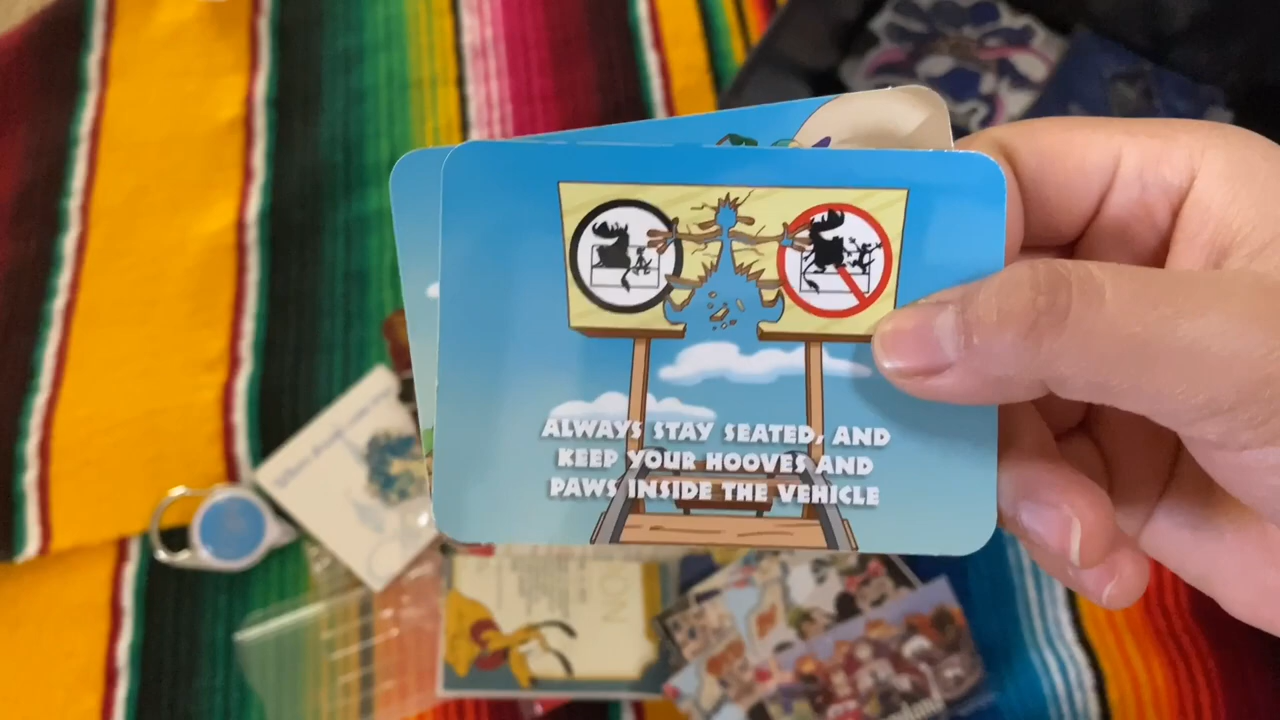 ALWAYS STAY SEATED, AND
KEEP YOUR HOOVES AND
PAWS INSIDE THE VEHICLE